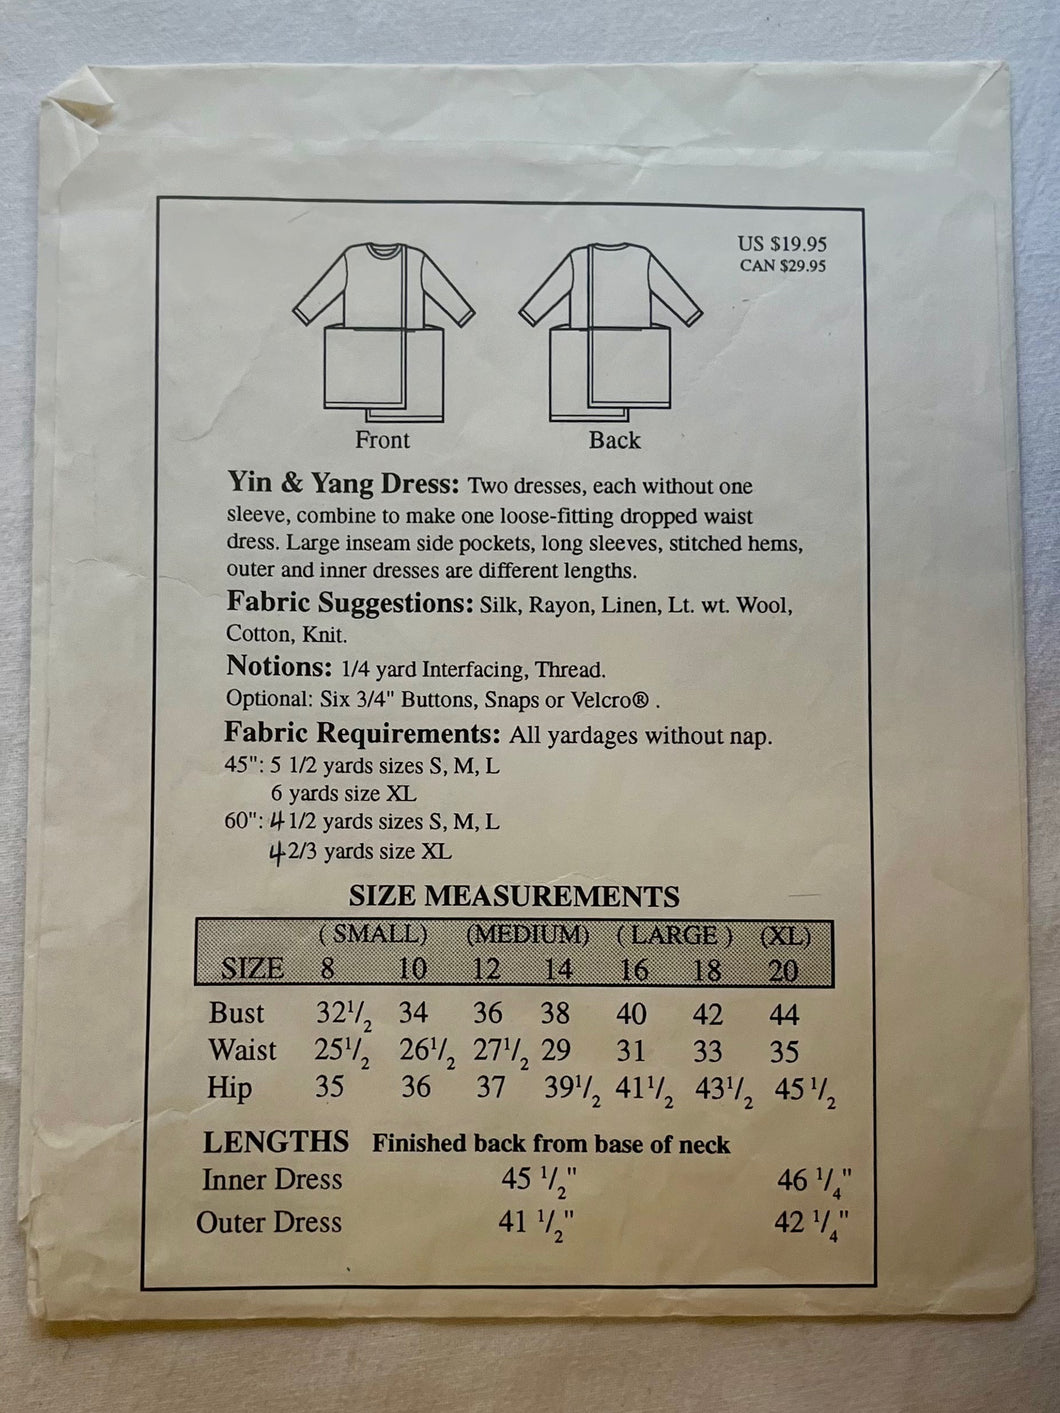 US $19.95
CAN $29.95
Front Back
Yin & Yang Dress: Two dresses, each without one
sleeve, combine to make one loose-fitting dropped waist
dress. Large inseam side pockets, long sleeves, stitched hems,
outer and inner dresses are different lengths.
Fabric Suggestions: Silk, Rayon, Linen, Lt. wt. Wool,
Cotton, Knit.
Notions: 1/4 yard Interfacing, Thread.
Optional: Six 3/4" Buttons, Snaps or Velcro® .
Fabric Requirements: All yardages without nap.
45": 5 1/2 yards sizes S, M, L
6 yards size XL
60": 4 1/2 yards sizes S, M, L
4 2/3 yards size XL
SIZE MEASUREMENTS
( SMALL) (MEDIUM) ( LARGE ) (XL)
SIZE 8 10 12 14 16 18 20
Bust 32 1/2 34 36 38 40 42 44
Waist 25 1/2 26 1/2 27 1/2 29 31 33 35
Hip 35 36 37 39 1/2 41 1/2 43 1/2 45 1/2
LENGTHS Finished back from base of neck
Inner Dress 45 1/2" 46 1/4"
Outer Dress 41 1/2" 42 1/4"